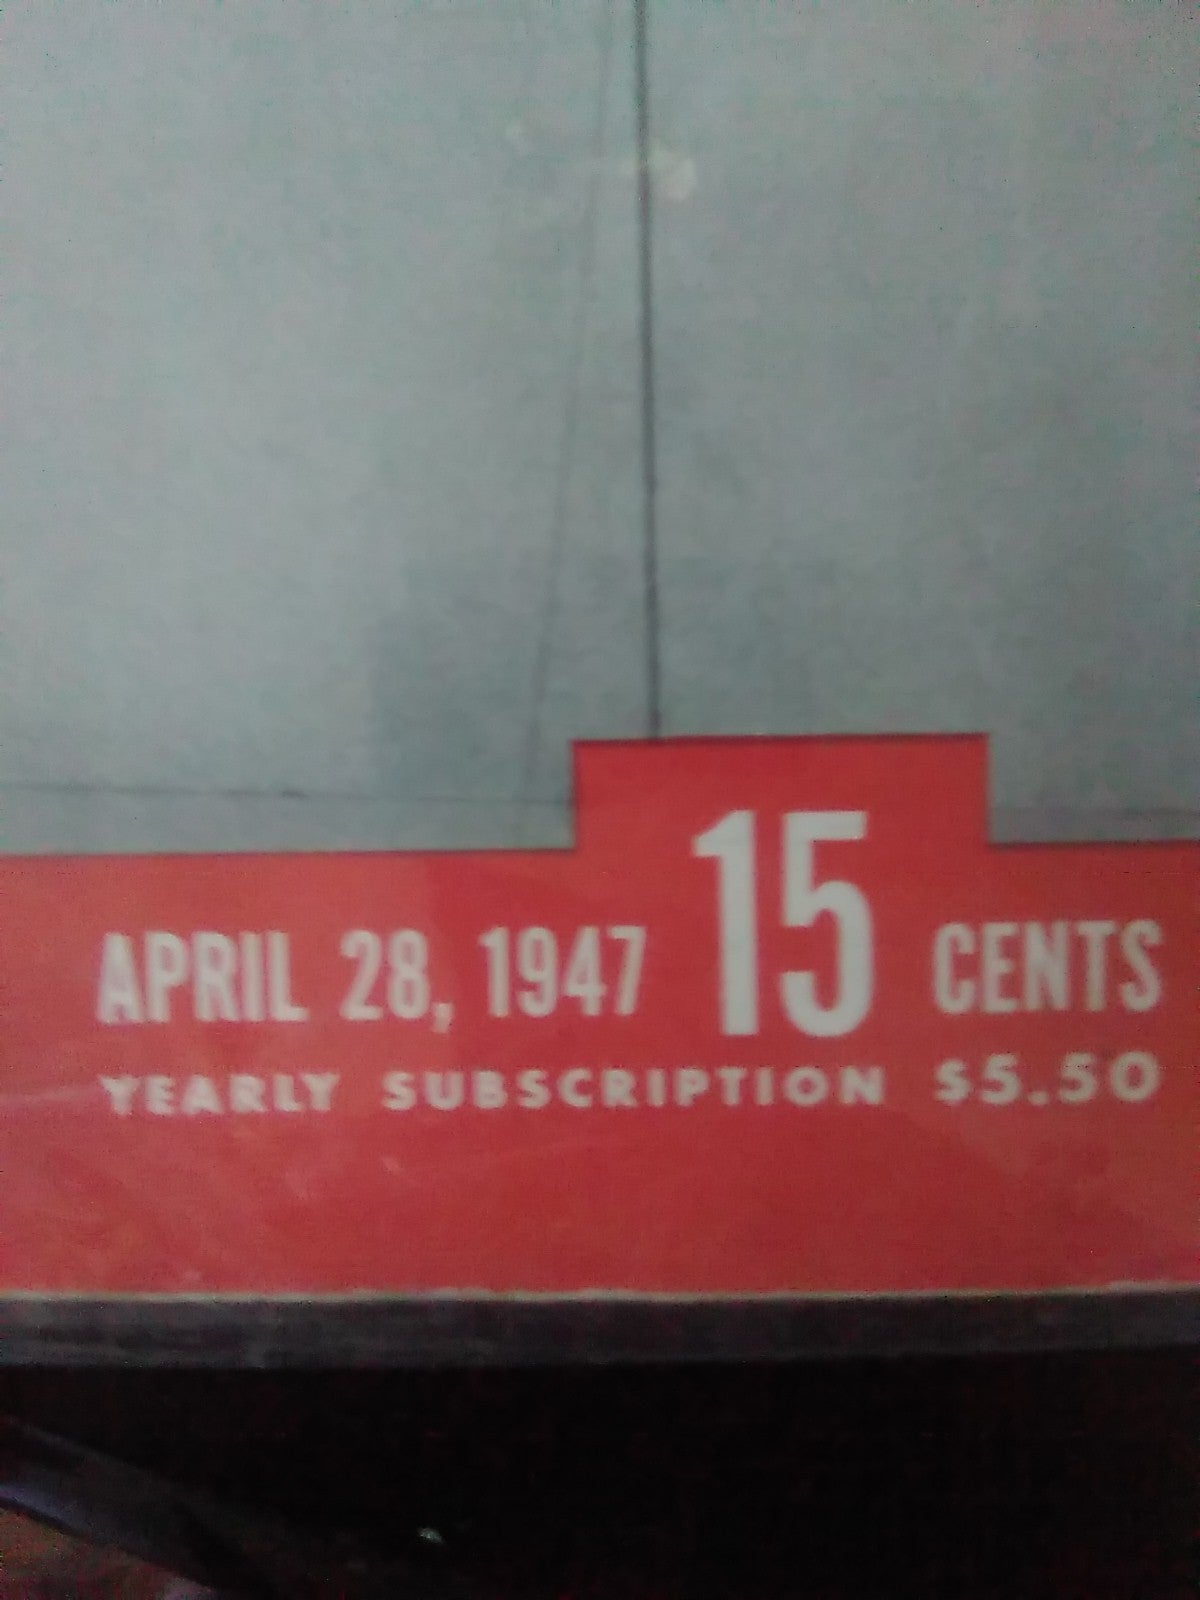 APRIL 28, 1947 15 CENTS
YEARLY SUBSCRIPTION $5.50